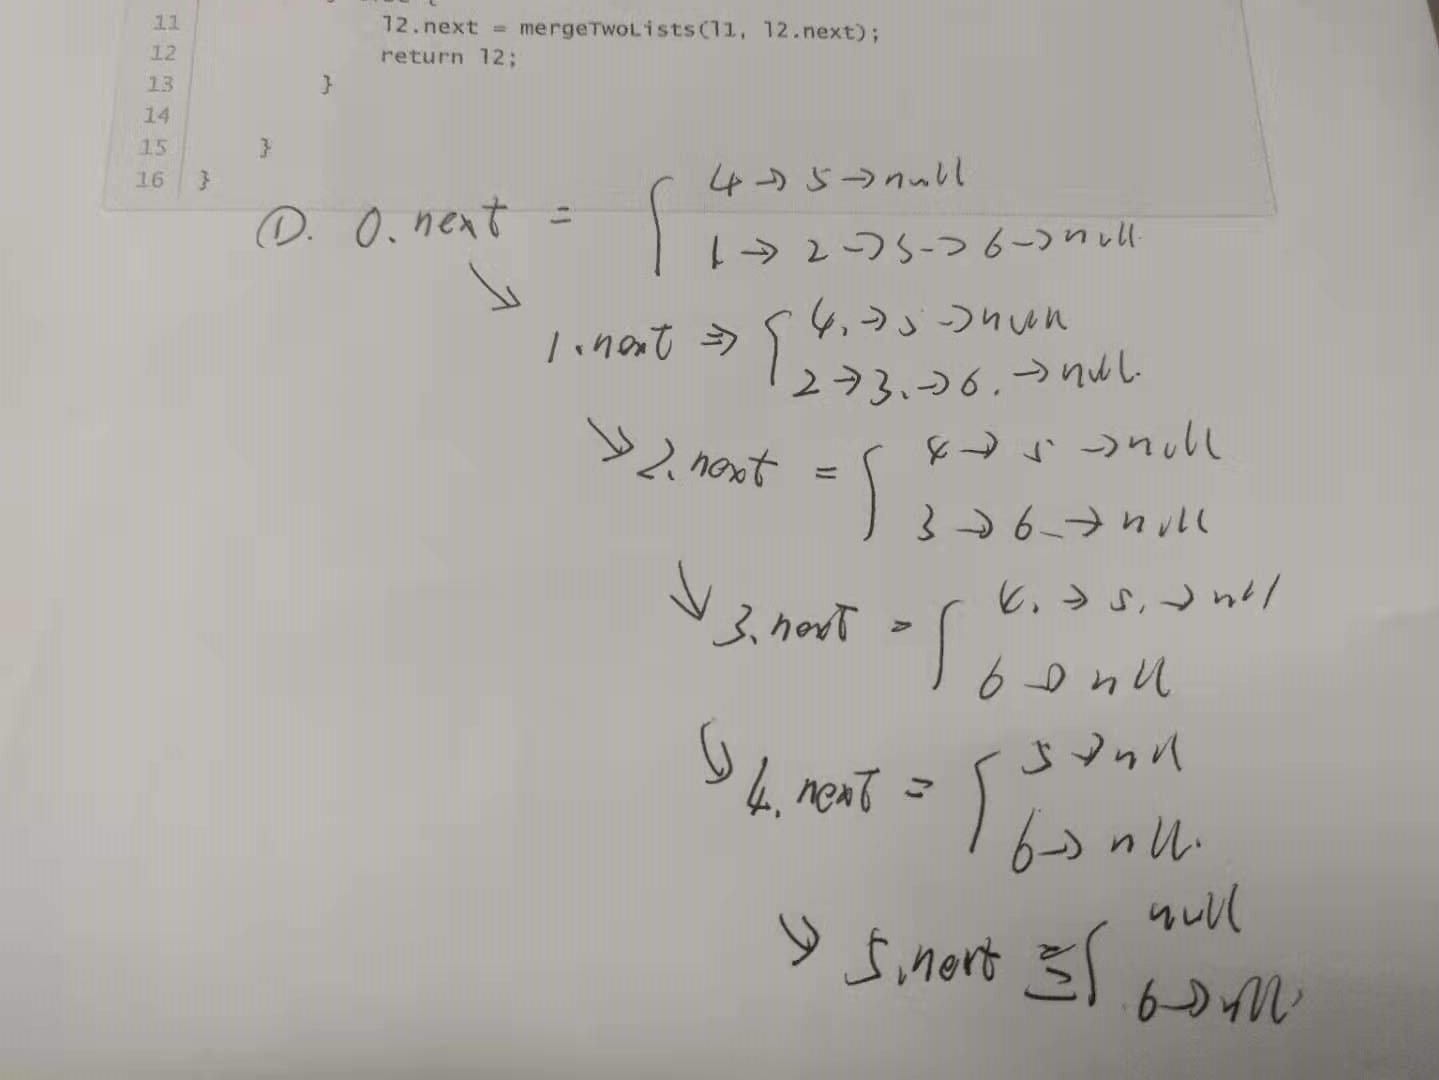 11 l2.next = mergeTwoLists(l1, l2.next);
12 return l2;
13 }
14
15 }
16 }
①. 0.next = { 4 → 5 → null
1 → 2 → 5 → 6 → null
1.next ⇒ { 4. → 5 → null
2 → 3. → 6. → null.
2.next = { 4 → 5 → null
3 → 6 → null
3.next = { 4. → 5. → null
6 → null
4.next = { 5 → null
6 → null.
5.next = { null
6 → null.